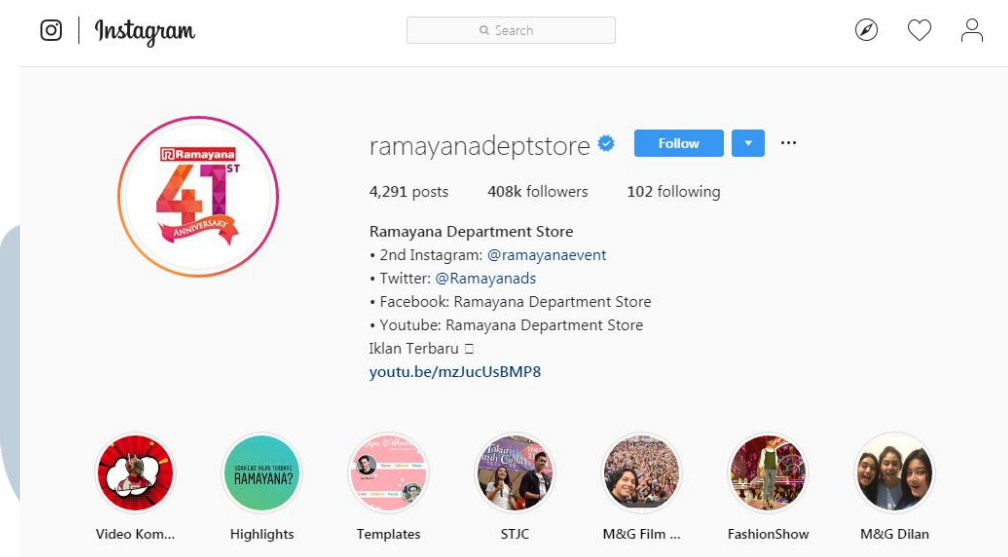 Instagram
Search
Ramayana
41ST
ANNIVERSARY
ramayanadeptstore
Follow
4,291 posts 408k followers 102 following
Ramayana Department Store
• 2nd Instagram: @ramayanaevent
• Twitter: @Ramayanads
• Facebook: Ramayana Department Store
• Youtube: Ramayana Department Store
Iklan Terbaru
youtu.be/mzJucUsBMP8
RAMAYANA?
Video Kom... Highlights Templates STJC M&G Film ... FashionShow M&G Dilan